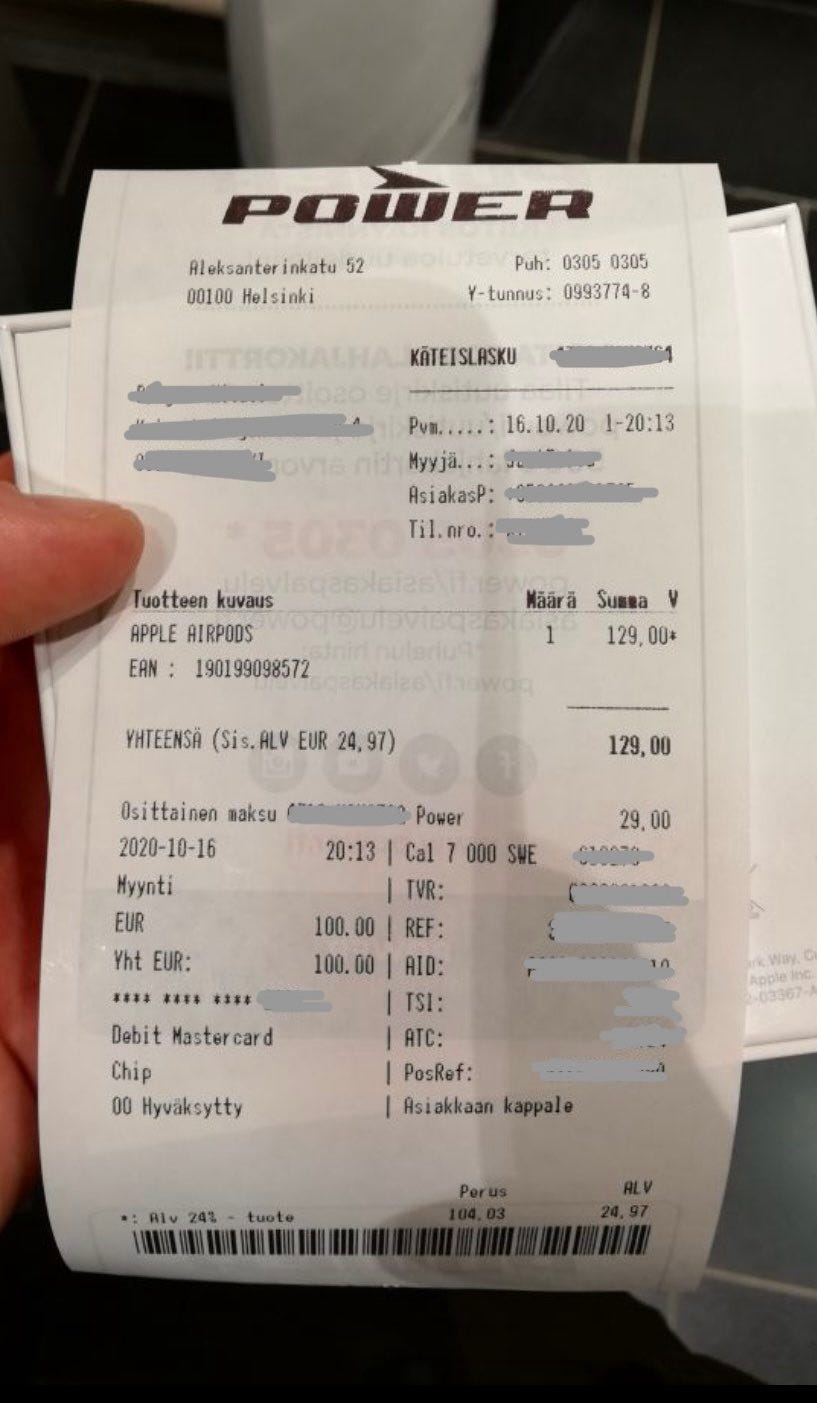 POWER
Aleksanterinkatu 52
00100 Helsinki
Puh: 0305 0305
Y-tunnus: 0993774-8
KÄTEISLASKU
Pvm.....: 16.10.20 1-20:13
Myyjä...:
AsiakasP:
Til.nro.:
Tuotteen kuvaus Määrä Summa V
APPLE AIRPODS 1 129,00*
EAN : 190199098572
YHTEENSÄ (Sis.ALV EUR 24,97) 129,00
Osittainen maksu Power 29,00
2020-10-16 20:13 | Cal 7 000 SWE
Myynti | TVR:
EUR 100.00 | REF:
Yht EUR: 100.00 | AID:
**** **** **** | TSI:
Debit Mastercard | ATC:
Chip | PosRef:
00 Hyväksytty | Asiakkaan kappale
Perus ALV
*: Alv 24% - tuote 104,03 24,97
Apple Inc.